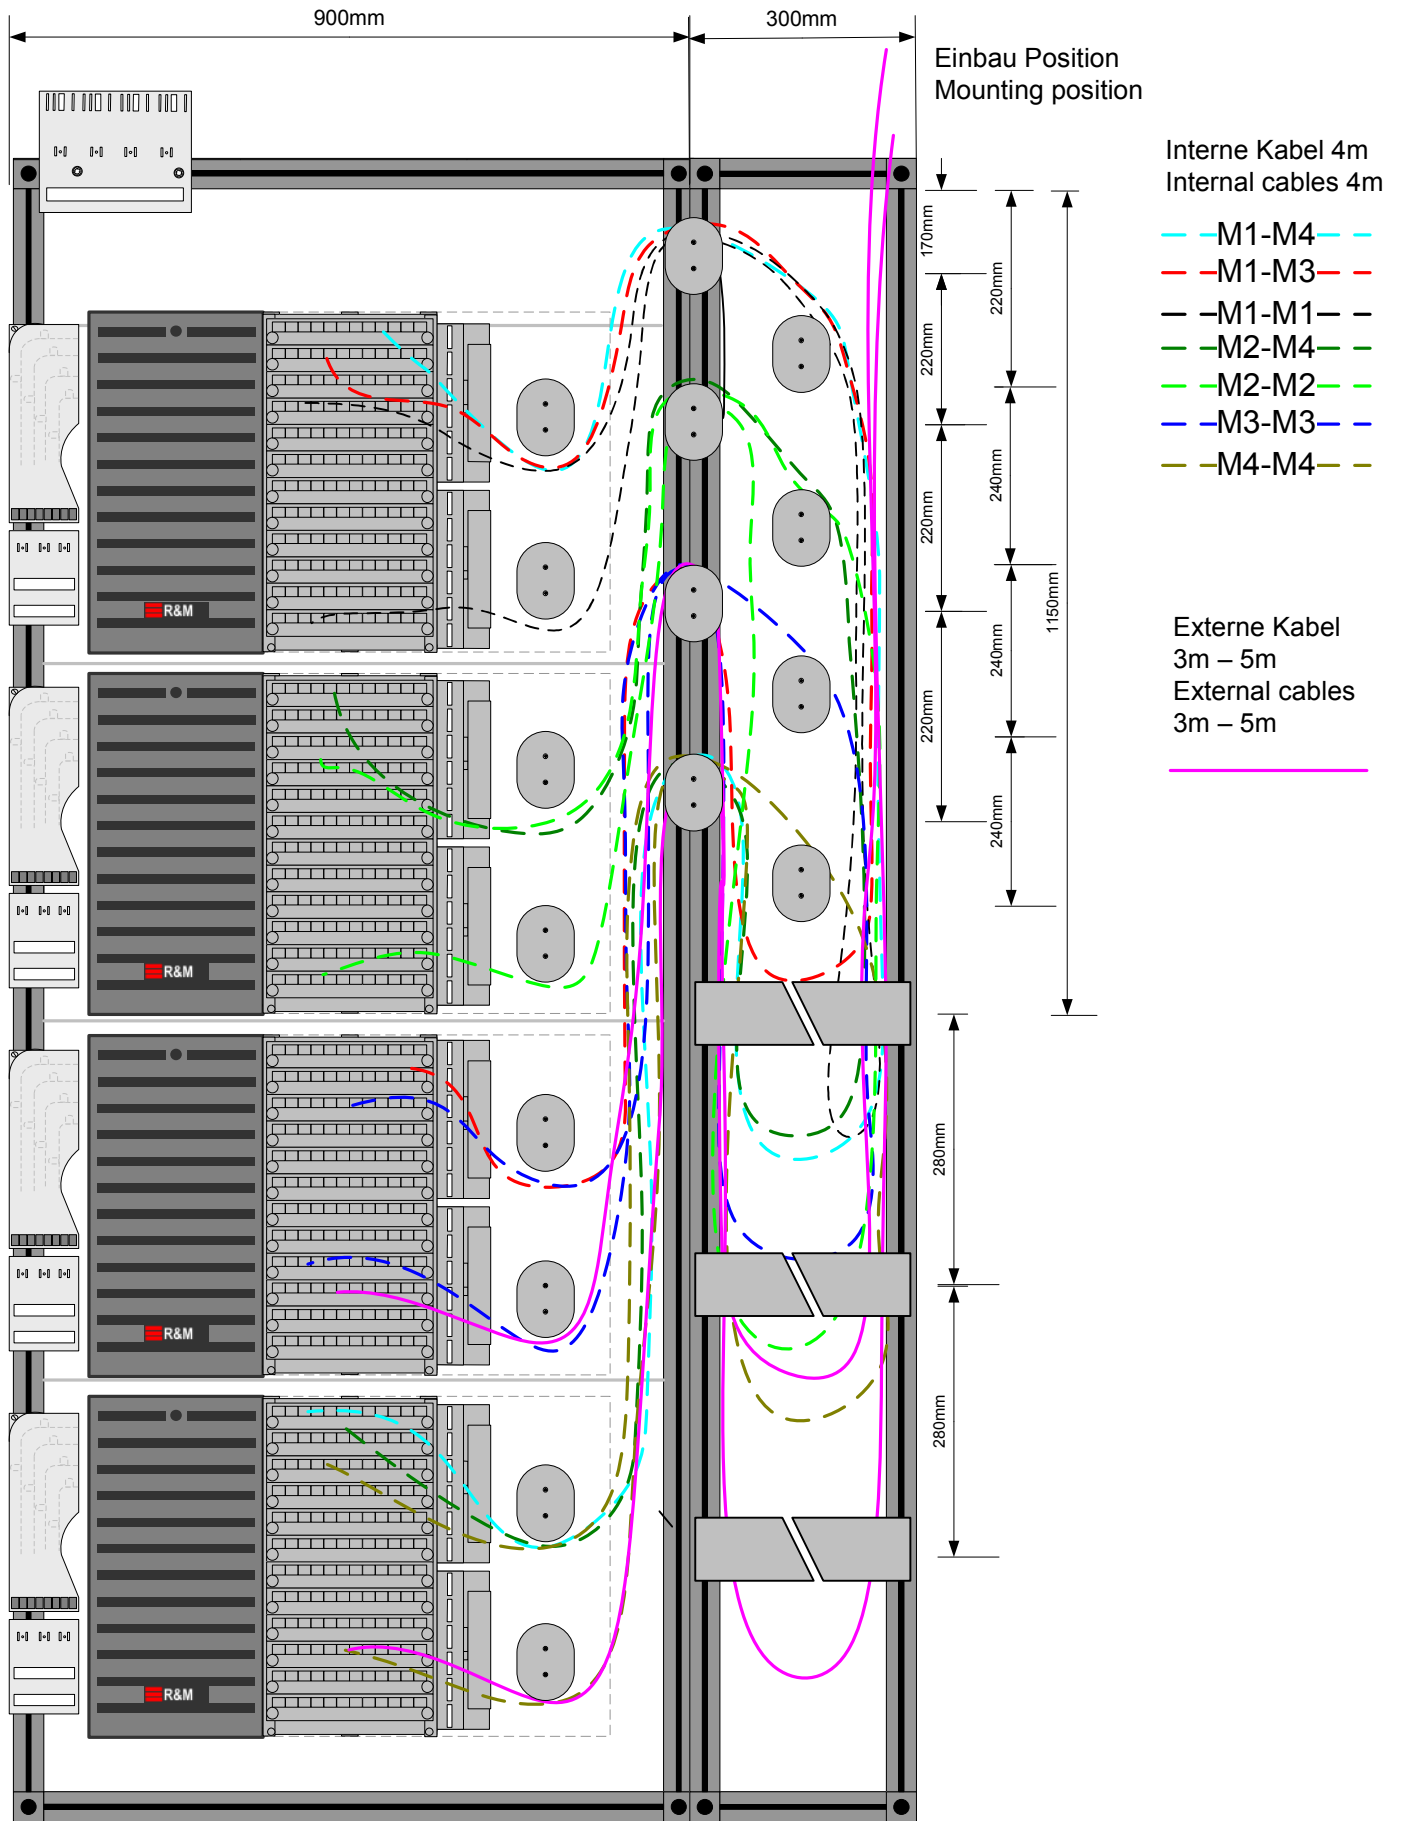 900mm
300mm
Einbau Position
Mounting position
Interne Kabel 4m
Internal cables 4m
M1-M4
M1-M3
M1-M1
M2-M4
M2-M2
M3-M3
M4-M4
Externe Kabel
3m – 5m
External cables
3m – 5m
170mm
220mm
220mm
220mm
220mm
240mm
240mm
240mm
1150mm
280mm
280mm
R&M
R&M
R&M
R&M